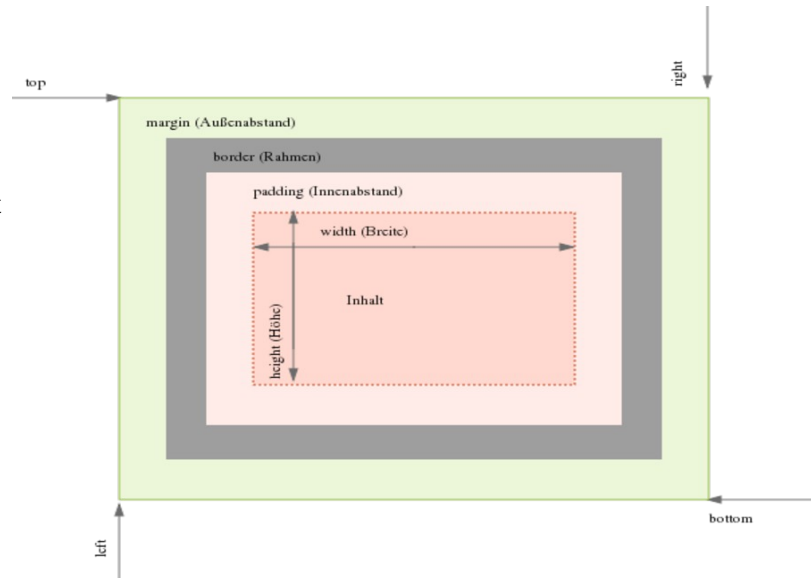 right
top
margin (Außenabstand)
border (Rahmen)
padding (Innenabstand)
width (Breite)
Inhalt
height (Höhe)
bottom
left